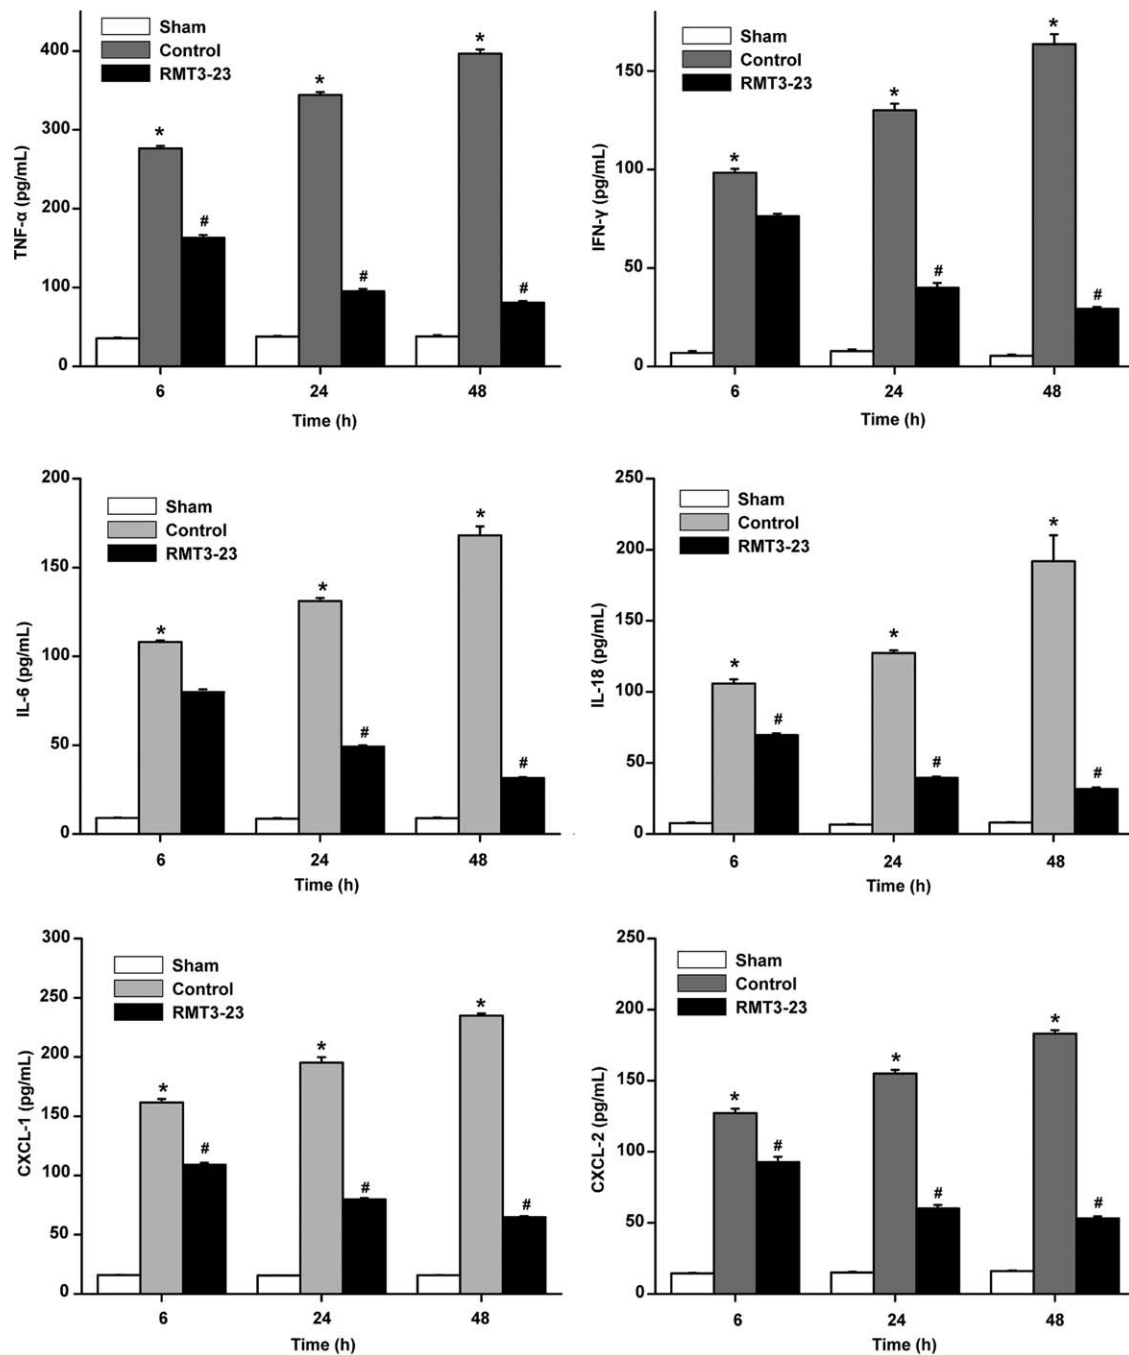 Sham
Control
RMT3-23
400
300
200
100
0
TNF-α (pg/mL)
*
*
*
#
#
#
6 24 48
Time (h)
Sham
Control
RMT3-23
150
100
50
0
IFN-γ (pg/mL)
*
*
*
#
#
6 24 48
Time (h)
Sham
Control
RMT3-23
200
150
100
50
0
IL-6 (pg/mL)
*
*
*
#
#
6 24 48
Time (h)
Sham
Control
RMT3-23
250
200
150
100
50
0
IL-18 (pg/mL)
*
*
*
#
#
#
6 24 48
Time (h)
Sham
Control
RMT3-23
300
250
200
150
100
50
0
CXCL-1 (pg/mL)
*
*
*
#
#
#
6 24 48
Time (h)
Sham
Control
RMT3-23
250
200
150
100
50
0
CXCL-2 (pg/mL)
*
*
*
#
#
#
6 24 48
Time (h)